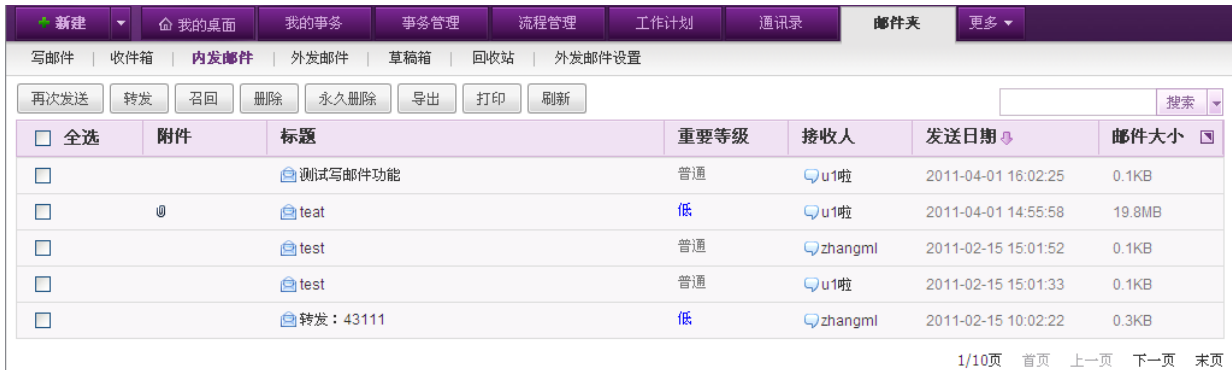 新建 我的桌面 我的事务 事务管理 流程管理 工作计划 通讯录 邮件夹 更多
写邮件 | 收件箱 | 内发邮件 | 外发邮件 | 草稿箱 | 回收站 | 外发邮件设置
再次发送 转发 召回 删除 永久删除 导出 打印 刷新 搜索
全选 附件 标题 重要等级 接收人 发送日期 邮件大小
测试写邮件功能 普通 u1啦 2011-04-01 16:02:25 0.1KB
teat 低 u1啦 2011-04-01 14:55:58 19.8MB
test 普通 zhangml 2011-02-15 15:01:52 0.1KB
test 普通 u1啦 2011-02-15 15:01:33 0.1KB
转发：43111 低 zhangml 2011-02-15 10:02:22 0.3KB
1/10页 首页 上一页 下一页 末页